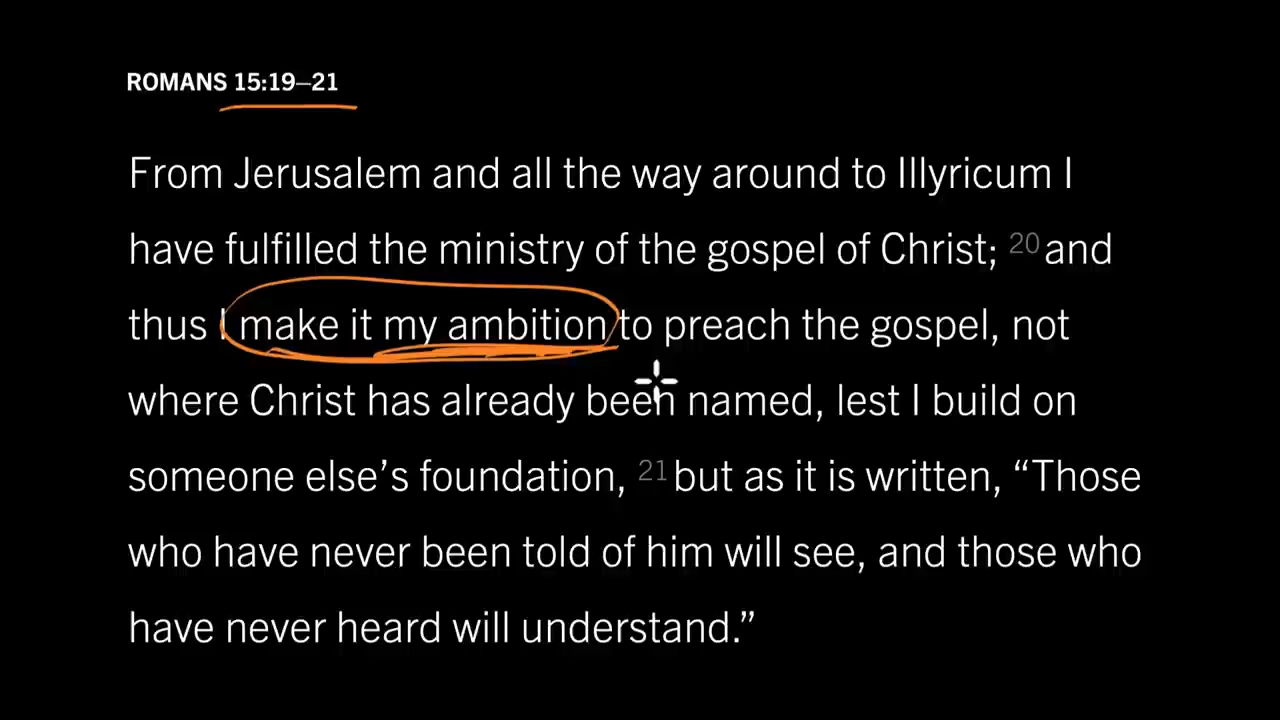 ROMANS 15:19–21
From Jerusalem and all the way around to Illyricum I
have fulfilled the ministry of the gospel of Christ; 20 and
thus I make it my ambition to preach the gospel, not
where Christ has already been named, lest I build on
someone else’s foundation, 21 but as it is written, “Those
who have never been told of him will see, and those who
have never heard will understand.”